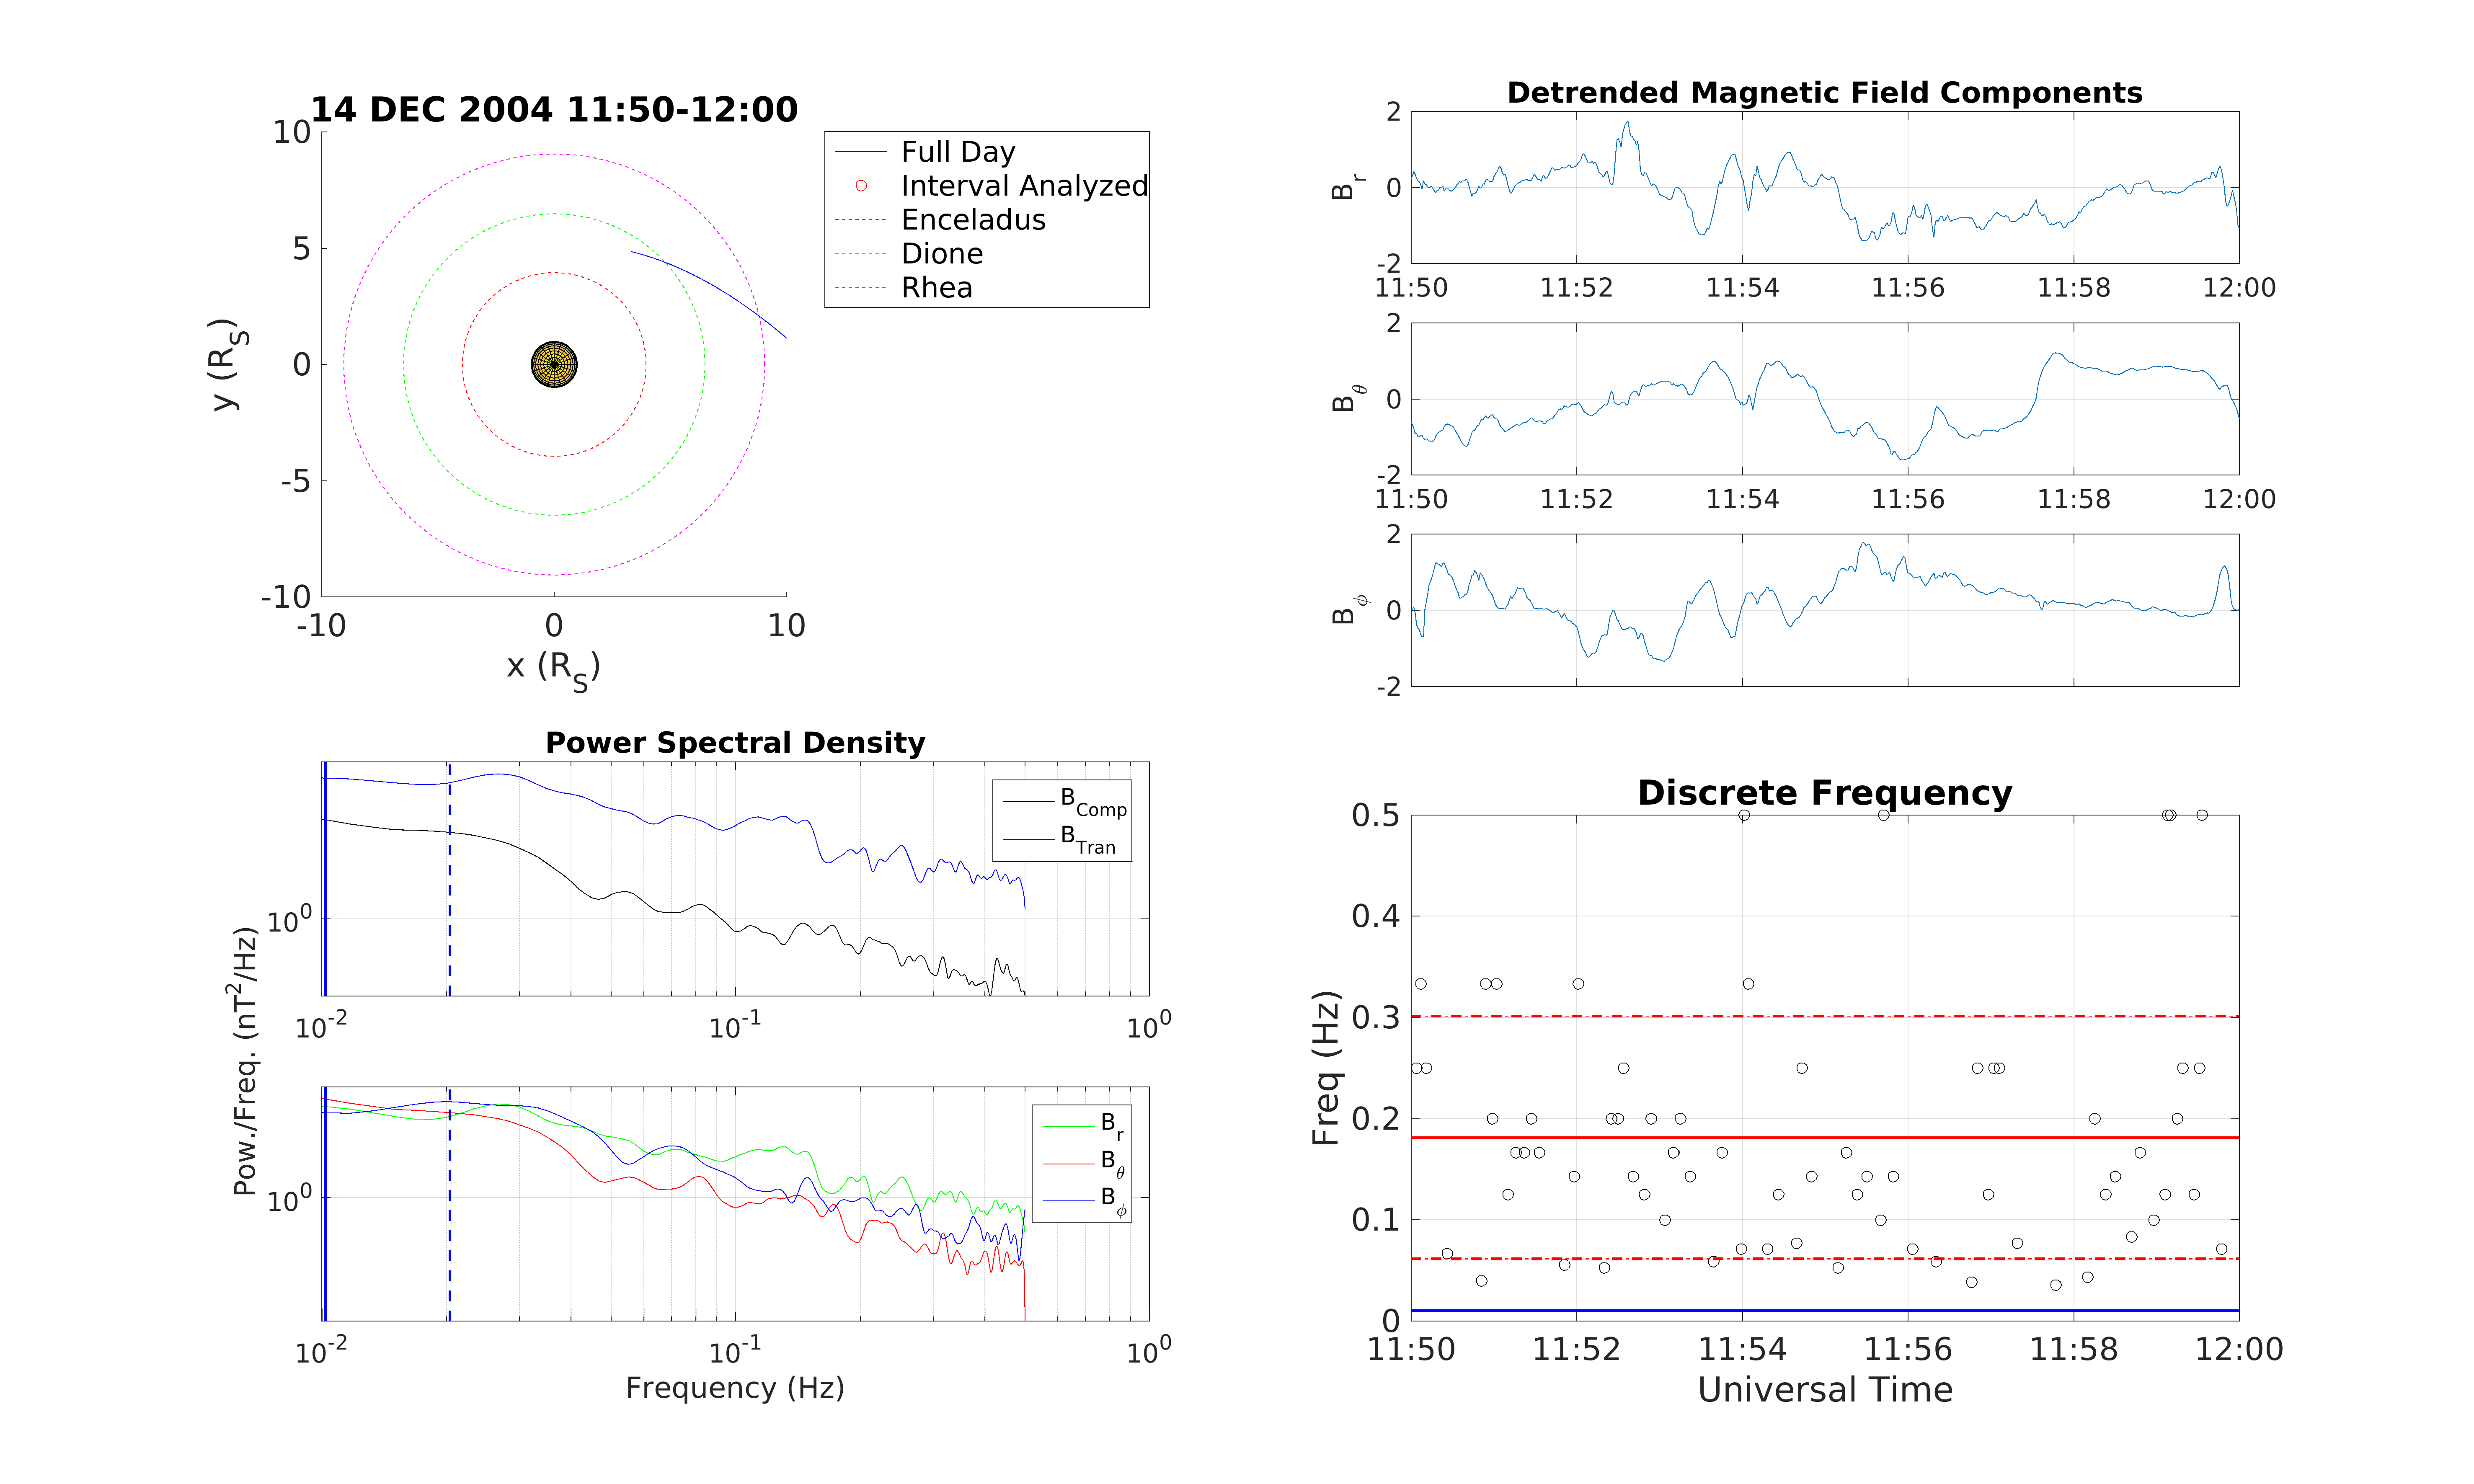 14 DEC 2004 11:50-12:00
10
5
0
-5
-10
-10 0 10
y (R_S)
x (R_S)
Full Day
Interval Analyzed
Enceladus
Dione
Rhea
Detrended Magnetic Field Components
B_r
2
0
-2
11:50 11:52 11:54 11:56 11:58 12:00
B_θ
2
0
-2
11:50 11:52 11:54 11:56 11:58 12:00
B_ϕ
2
0
-2
Power Spectral Density
10^0
B_Comp
B_Tran
10^-2 10^-1 10^0
Pow./Freq. (nT^2/Hz)
10^0
B_r
B_θ
B_ϕ
10^-2 10^-1 10^0
Frequency (Hz)
Discrete Frequency
0.5
0.4
0.3
0.2
0.1
0
Freq (Hz)
11:50 11:52 11:54 11:56 11:58 12:00
Universal Time